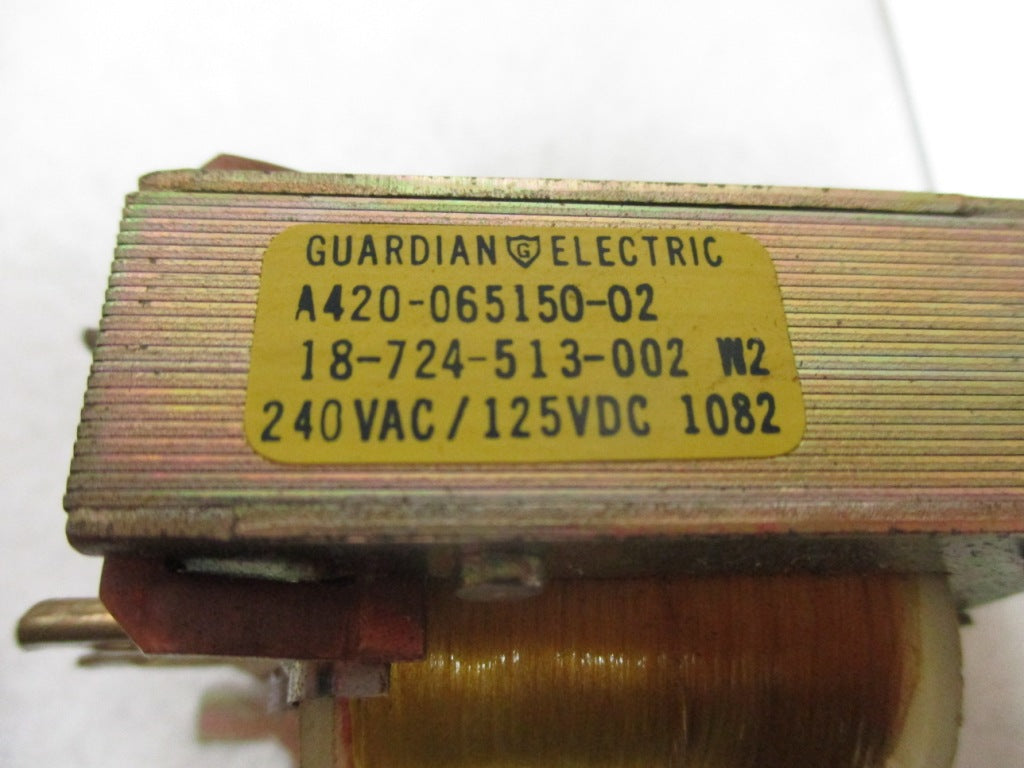 GUARDIAN G ELECTRIC
A420-065150-02
18-724-513-002 W2
240VAC/125VDC 1082